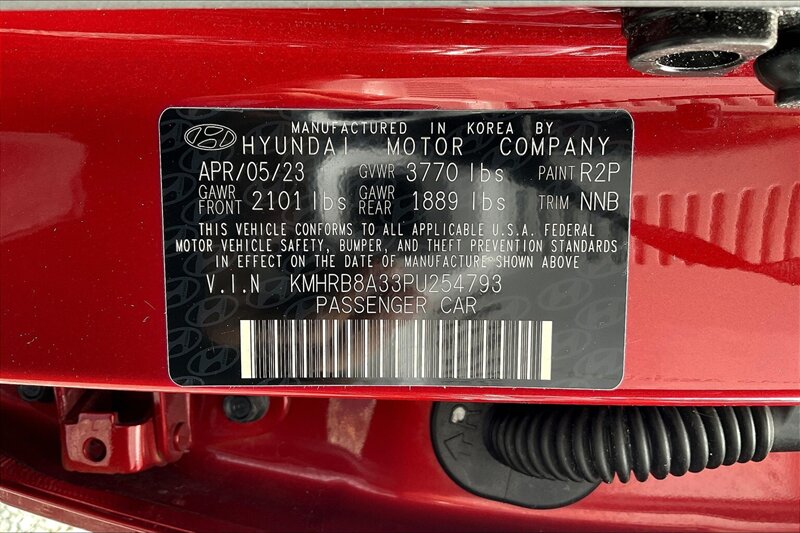 MANUFACTURED IN KOREA BY
HYUNDAI MOTOR COMPANY
APR/05/23 GVWR 3770 lbs PAINT R2P
GAWR FRONT 2101 lbs GAWR REAR 1889 lbs TRIM NNB
THIS VEHICLE CONFORMS TO ALL APPLICABLE U.S.A. FEDERAL
MOTOR VEHICLE SAFETY, BUMPER, AND THEFT PREVENTION STANDARDS
IN EFFECT ON THE DATE OF MANUFACTURE SHOWN ABOVE
V.I.N KMHRB8A33PU254793
PASSENGER CAR